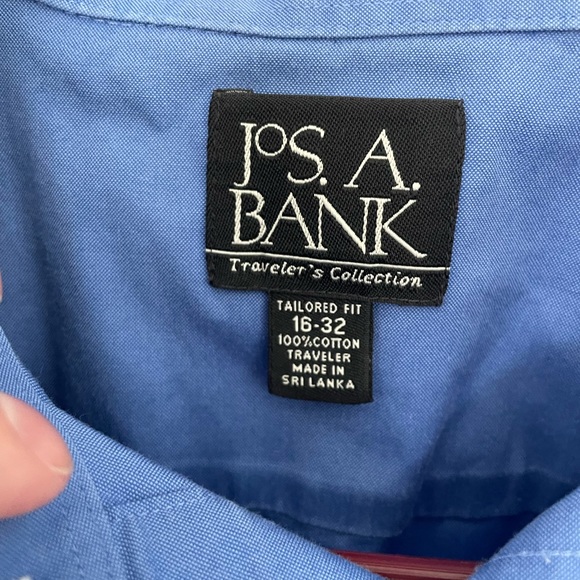 JoS. A.
BANK
Traveler's Collection
TAILORED FIT
16-32
100%COTTON
TRAVELER
MADE IN
SRI LANKA